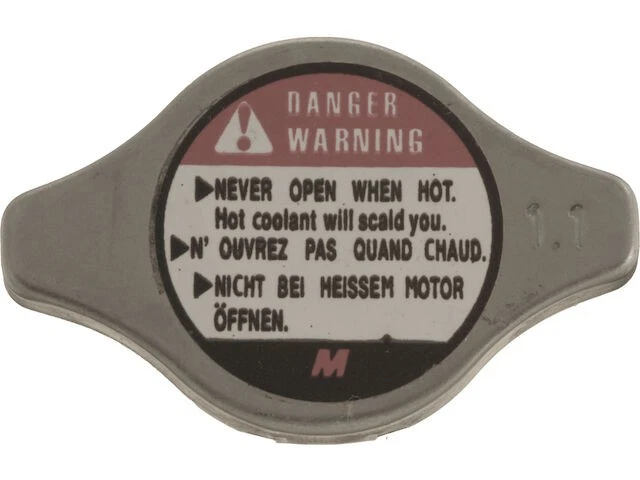 DANGER
WARNING
▶NEVER OPEN WHEN HOT.
Hot coolant will scald you.
▶N' OUVREZ PAS QUAND CHAUD.
▶NICHT BEI HEISSEM MOTOR
ÖFFNEN.
M
1.1